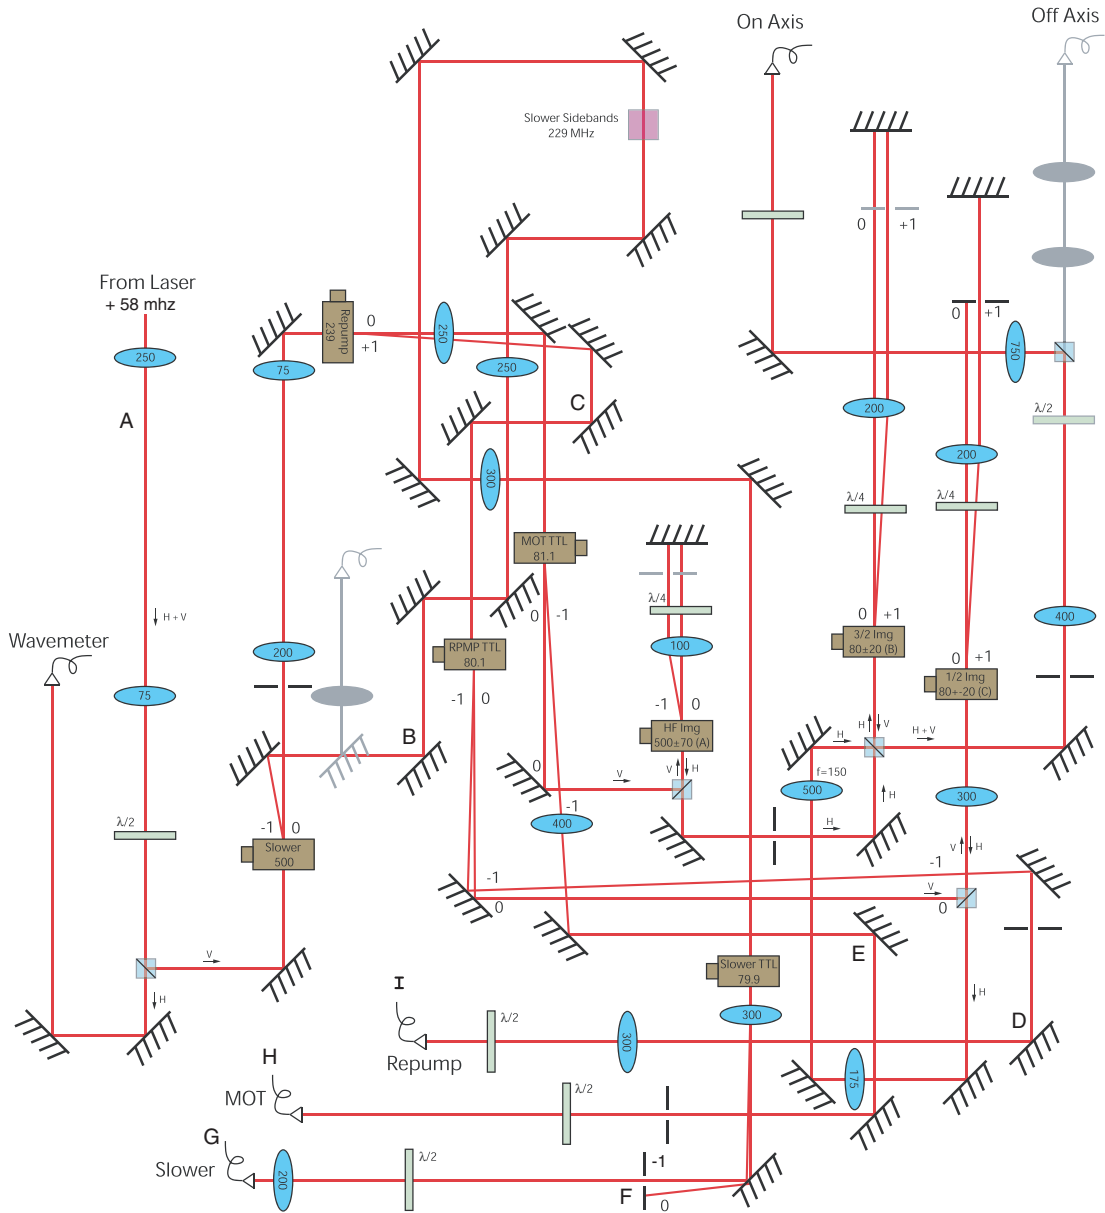 On Axis
Off Axis
Slower Sidebands
229 MHz
0
+1
From Laser
+ 58 mhz
Repump
239
0
+1
250
250
75
250
0
+1
750
A
C
200
λ/2
300
200
λ/4
λ/4
MOT TTL
81.1
0
-1
λ/4
H + V
Wavemeter
0
+1
400
RPMP TTL
80.1
100
3/2 Img
80±20 (B)
200
0
+1
1/2 Img
80+-20 (C)
75
-1
0
-1
0
B
HF Img
500±70 (A)
H
V
H
H + V
0
V
V
H
f=150
500
300
H
-1
400
λ/2
-1
0
Slower
500
H
V
H
-1
-1
0
V
0
E
V
Slower TTL
79.9
I
H
H
300
λ/2
D
Repump
300
H
175
MOT
λ/2
G
Slower
200
λ/2
-1
F
0